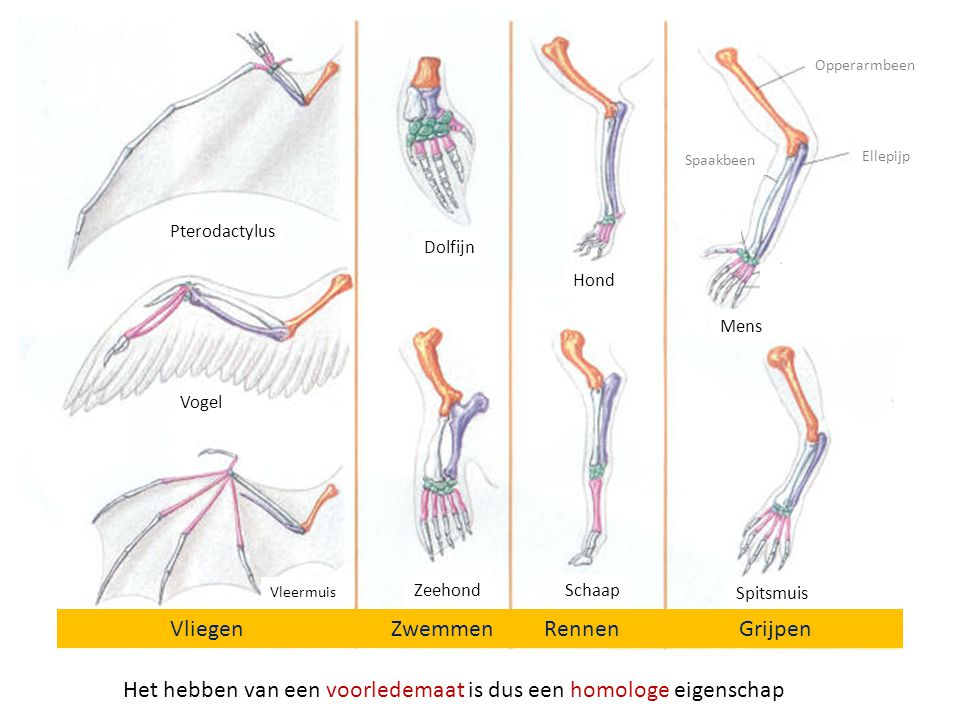 Opperarmbeen
Spaakbeen
Ellepijp
Pterodactylus
Dolfijn
Hond
Mens
Vogel
Vleermuis
Zeehond
Schaap
Spitsmuis
Vliegen Zwemmen Rennen Grijpen
Het hebben van een voorledemaat is dus een homologe eigenschap